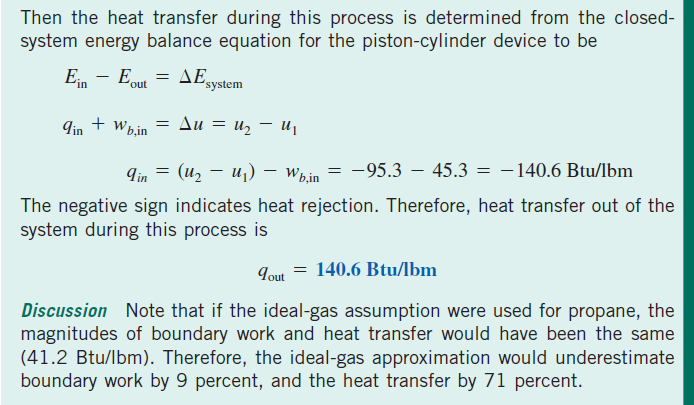 Then the heat transfer during this process is determined from the closed-
system energy balance equation for the piston-cylinder device to be
E_in − E_out = ΔE_system
q_in + w_b,in = Δu = u_2 − u_1
q_in = (u_2 − u_1) − w_b,in = −95.3 − 45.3 = −140.6 Btu/lbm
The negative sign indicates heat rejection. Therefore, heat transfer out of the
system during this process is
q_out = 140.6 Btu/lbm
Discussion Note that if the ideal-gas assumption were used for propane, the
magnitudes of boundary work and heat transfer would have been the same
(41.2 Btu/lbm). Therefore, the ideal-gas approximation would underestimate
boundary work by 9 percent, and the heat transfer by 71 percent.